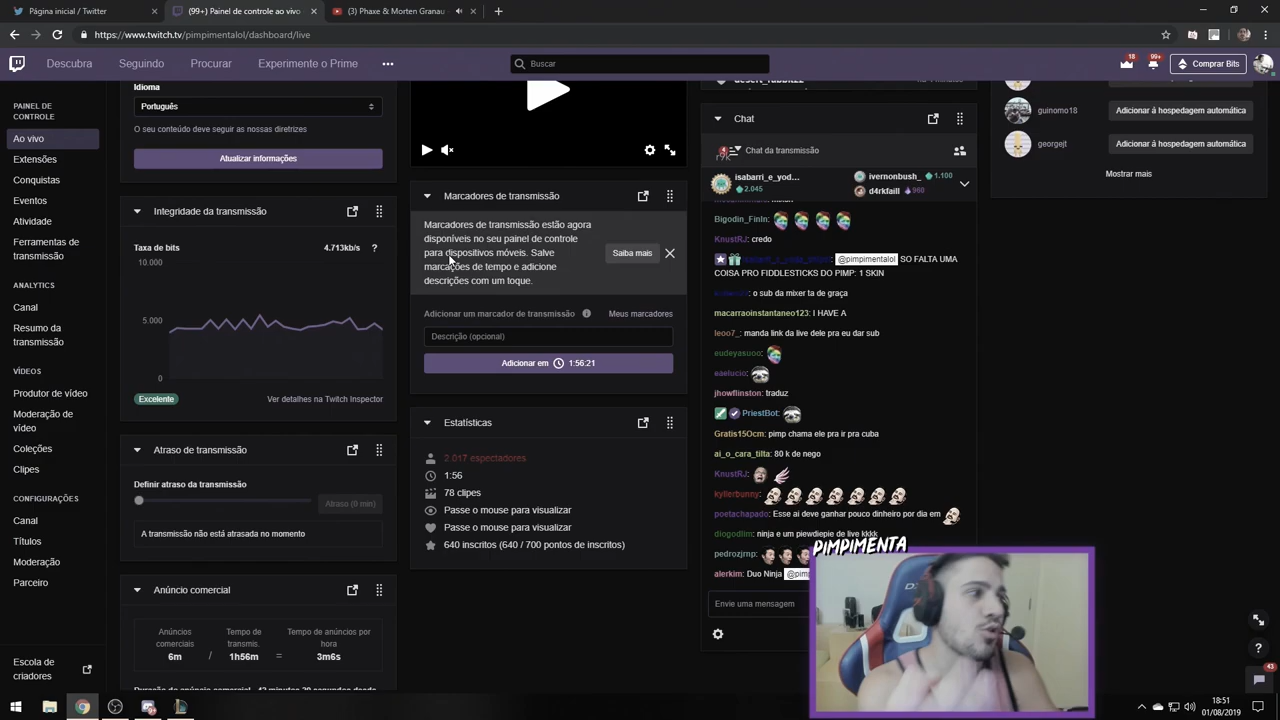 Página inicial / Twitter
(99+) Painel de controle ao vivo
(3) Phaxe & Morten Granau
https://www.twitch.tv/pimpimentalol/dashboard/live
Descubra
Seguindo
Procurar
Experimente o Prime
Buscar
18
99+
Comprar Bits
PAINEL DE
CONTROLE
Ao vivo
Extensões
Conquistas
Eventos
Atividade
Ferramentas de
transmissão
ANALYTICS
Canal
Resumo da
transmissão
VÍDEOS
Produtor de vídeo
Moderação de
vídeo
Coleções
Clipes
CONFIGURAÇÕES
Canal
Títulos
Moderação
Parceiro
Escola de
criadores
Idioma
Português
O seu conteúdo deve seguir as nossas diretrizes
Atualizar informações
Integridade da transmissão
Taxa de bits
4.713kb/s
?
10.000
5.000
0
Excelente
Ver detalhes na Twitch Inspector
Atraso de transmissão
Definir atraso da transmissão
Atraso (0 min)
A transmissão não está atrasada no momento
Anúncio comercial
Anúncios
comerciais
6m
/
Tempo de
transmis.
1h56m
=
Tempo de anúncios por
hora
3m6s
Marcadores de transmissão
Marcadores de transmissão estão agora
disponíveis no seu painel de controle
para dispositivos móveis. Salve
marcações de tempo e adicione
descrições com um toque.
Saiba mais
Adicionar um marcador de transmissão
Meus marcadores
Descrição (opcional)
Adicionar em 1:56:21
Estatísticas
2.017 espectadores
1:56
78 clipes
Passe o mouse para visualizar
Passe o mouse para visualizar
640 inscritos (640 / 700 pontos de inscritos)
Chat
r9K
Chat da transmissão
isabarri_e_yod...
2.045
ivernonbush_ 1.100
d4rkfaill 960
Bigodin_FinIn:
KnustRJ: credo
@pimpimentalol SO FALTA UMA
COISA PRO FIDDLESTICKS DO PIMP: 1 SKIN
o sub da mixer ta de graça
macarraoinstantaneo123: I HAVE A
leoo7_: manda link da live dele pra eu dar sub
eudeyasuoo:
eaelucio:
jhowflinston: traduz
PriestBot:
Gratis15Ocm: pimp chama ele pra ir pra cuba
ai_o_cara_tilta: 80 k de nego
KnustRJ:
kyllerbunny:
poetachapado: Esse ai deve ganhar pouco dinheiro por dia em
diogodlim: ninja e um piewdiepie de live kkkk
pedrozjrnp:
alerkim: Duo Ninja
Envie uma mensagem
PIMPIMENTA
guinomo18
Adicionar à hospedagem automática
georgejt
Adicionar à hospedagem automática
Mostrar mais
43
18:51
01/08/2019